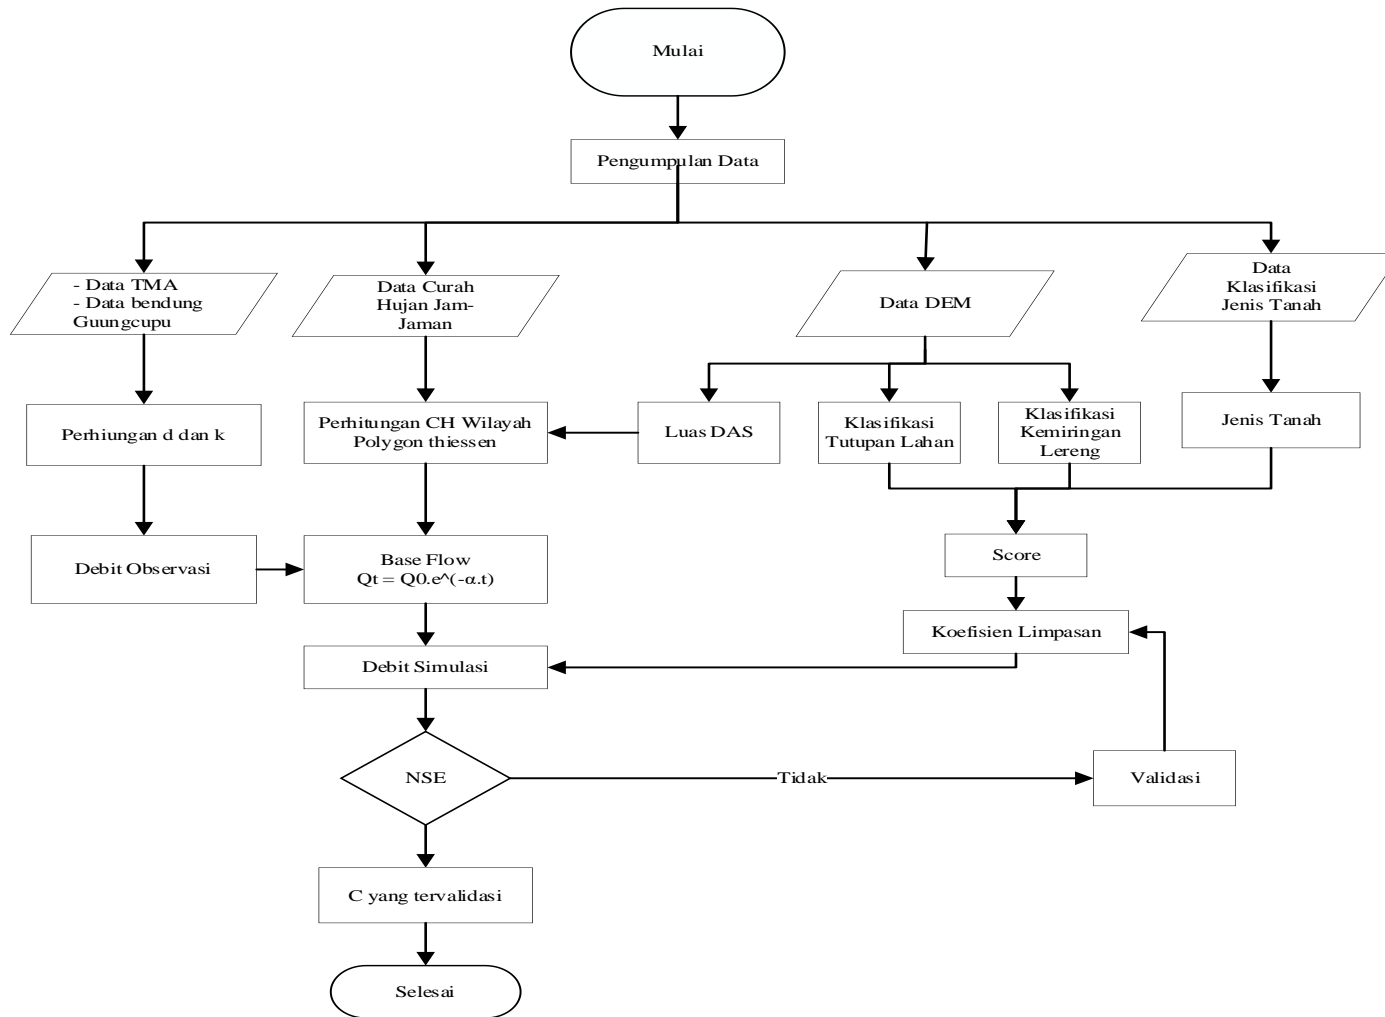 Mulai
Pengumpulan Data
- Data TMA
- Data bendung
Guungcupu
Data Curah
Hujan Jam-
Jaman
Data DEM
Data
Klasifikasi
Jenis Tanah
Perhiungan d dan k
Perhitungan CH Wilayah
Polygon thiessen
Luas DAS
Klasifikasi
Tutupan Lahan
Klasifikasi
Kemiringan
Lereng
Jenis Tanah
Debit Observasi
Base Flow
Qt = Q0.e^(-α.t)
Score
Koefisien Limpasan
Debit Simulasi
NSE
Tidak
Validasi
C yang tervalidasi
Selesai